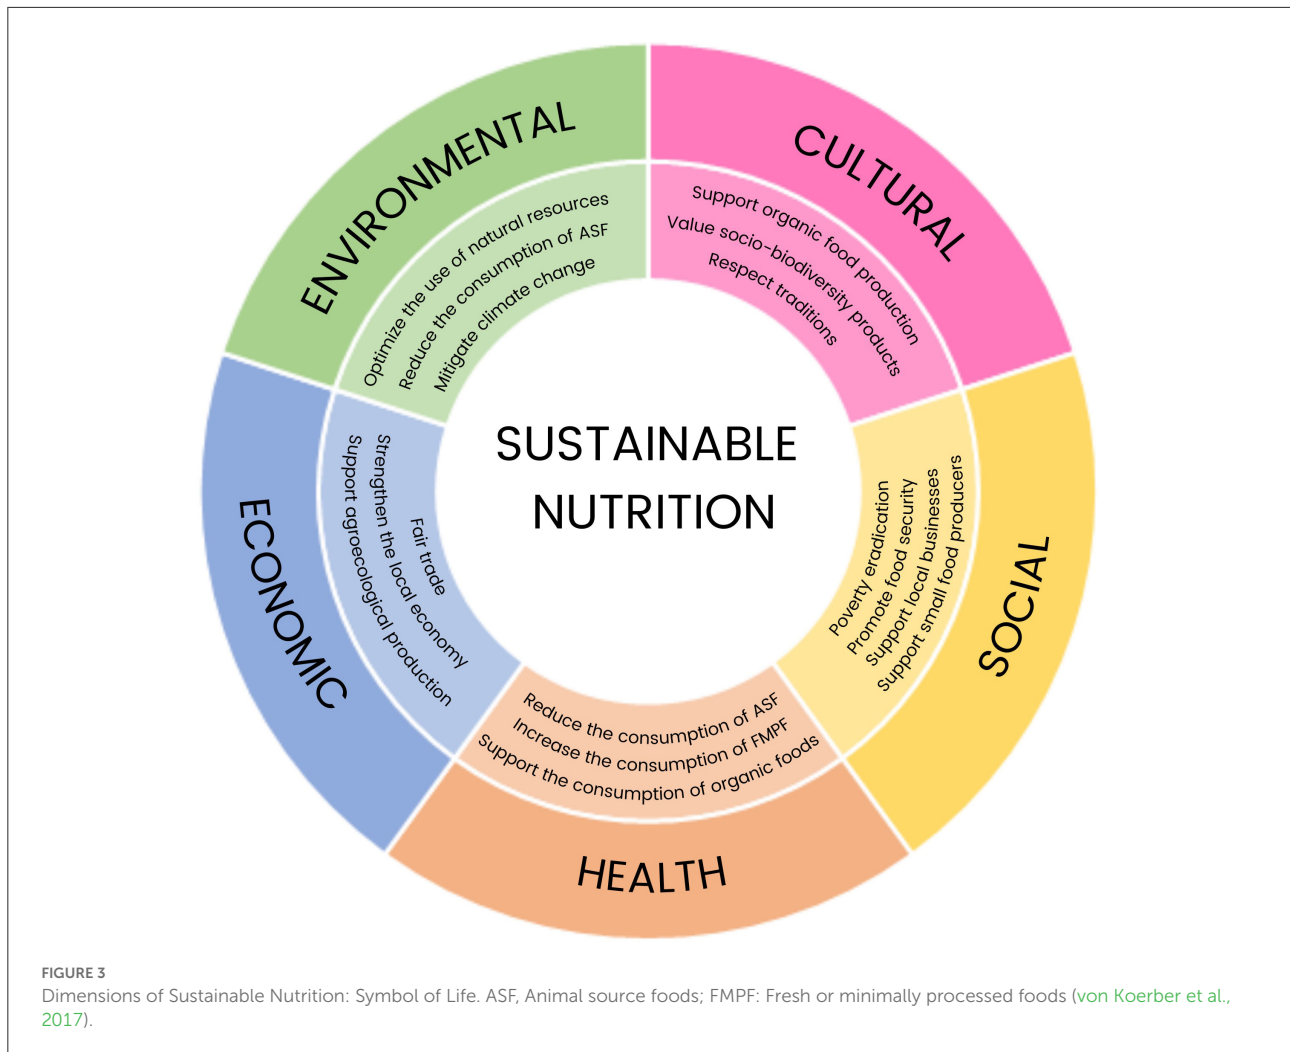 ENVIRONMENTAL
Optimize the use of natural resources
Reduce the consumption of ASF
Mitigate climate change
CULTURAL
Support organic food production
Value socio-biodiversity products
Respect traditions
SOCIAL
Poverty eradication
Promote food security
Support local businesses
Support small food producers
HEALTH
Reduce the consumption of ASF
Increase the consumption of FMPF
Support the consumption of organic foods
ECONOMIC
Fair trade
Strengthen the local economy
Support agroecological production
SUSTAINABLE
NUTRITION
FIGURE 3
Dimensions of Sustainable Nutrition: Symbol of Life. ASF, Animal source foods; FMPF: Fresh or minimally processed foods (von Koerber et al.,
2017).